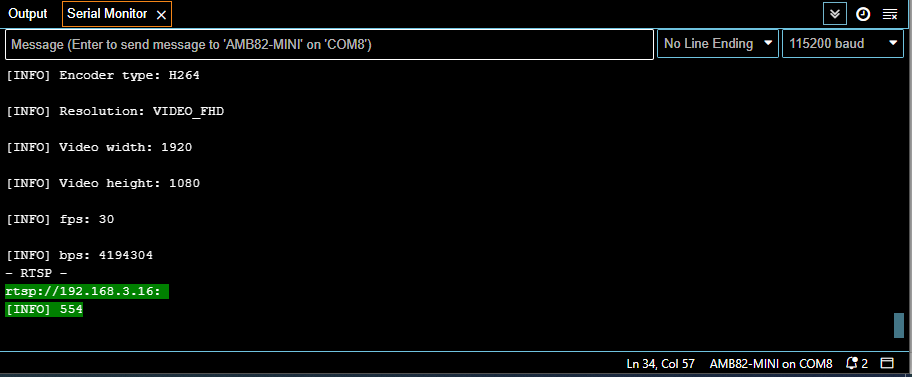 Output
Serial Monitor
Message (Enter to send message to 'AMB82-MINI' on 'COM8')
No Line Ending
115200 baud
[INFO] Encoder type: H264
[INFO] Resolution: VIDEO_FHD
[INFO] Video width: 1920
[INFO] Video height: 1080
[INFO] fps: 30
[INFO] bps: 4194304
- RTSP -
rtsp://192.168.3.16:
[INFO] 554
Ln 34, Col 57 AMB82-MINI on COM8 2